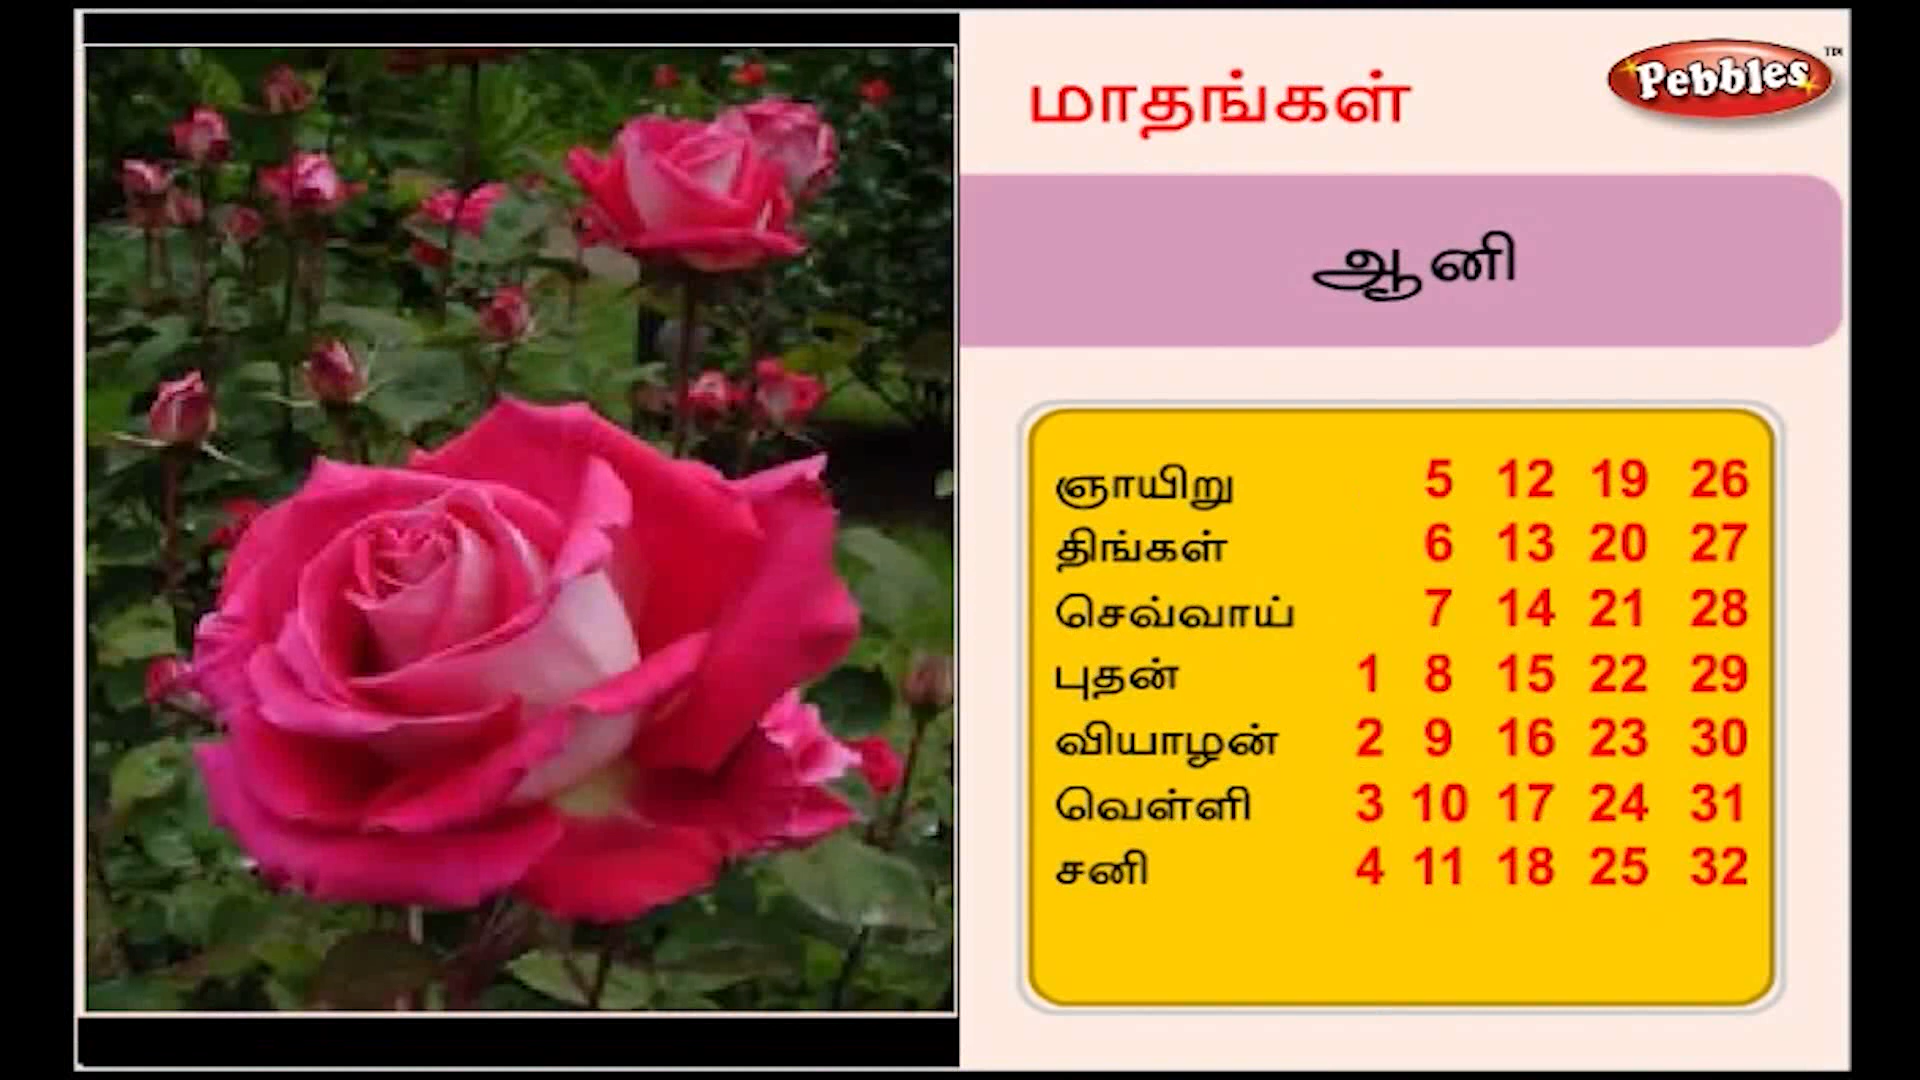 மாதங்கள்
Pebbles™
ஆனி
ஞாயிறு 5 12 19 26
திங்கள் 6 13 20 27
செவ்வாய் 7 14 21 28
புதன் 1 8 15 22 29
வியாழன் 2 9 16 23 30
வெள்ளி 3 10 17 24 31
சனி 4 11 18 25 32